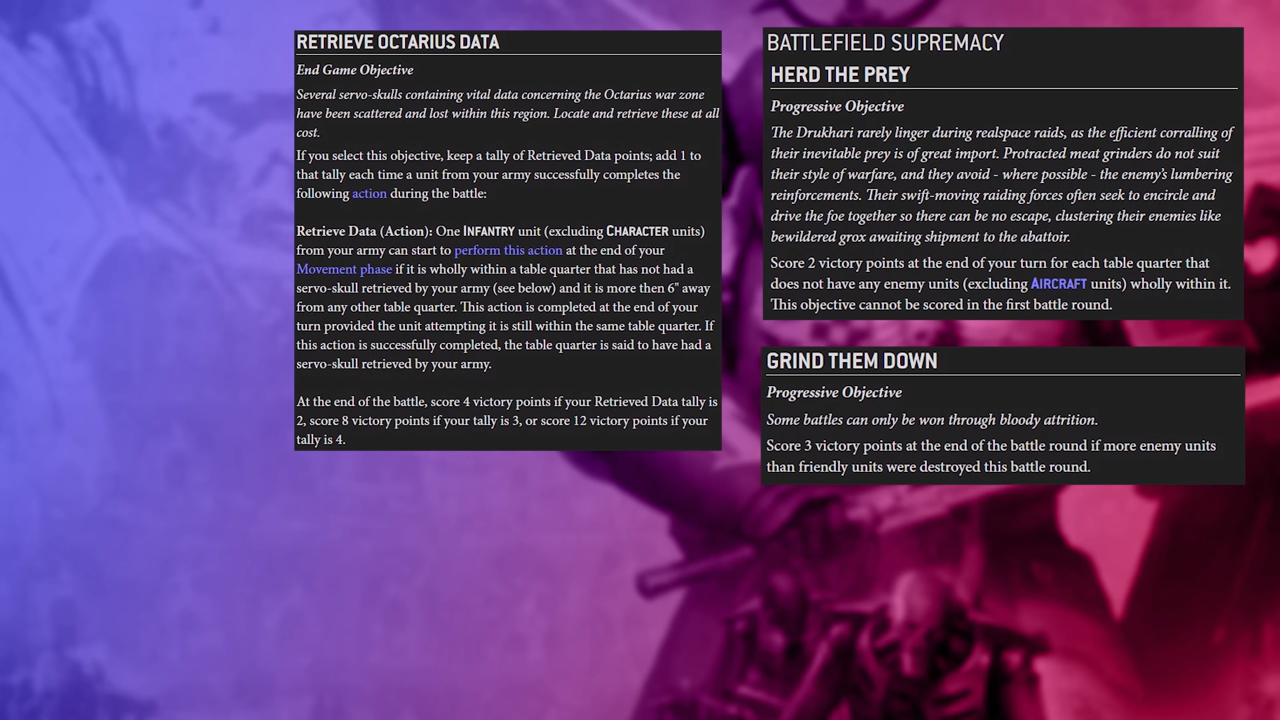 RETRIEVE OCTARIUS DATA
End Game Objective
Several servo-skulls containing vital data concerning the Octarius war zone
have been scattered and lost within this region. Locate and retrieve these at all
cost.
If you select this objective, keep a tally of Retrieved Data points; add 1 to
that tally each time a unit from your army successfully completes the
following action during the battle:
Retrieve Data (Action): One INFANTRY unit (excluding CHARACTER units)
from your army can start to perform this action at the end of your
Movement phase if it is wholly within a table quarter that has not had a
servo-skull retrieved by your army (see below) and it is more then 6" away
from any other table quarter. This action is completed at the end of your
turn provided the unit attempting it is still within the same table quarter. If
this action is successfully completed, the table quarter is said to have had a
servo-skull retrieved by your army.
At the end of the battle, score 4 victory points if your Retrieved Data tally is
2, score 8 victory points if your tally is 3, or score 12 victory points if your
tally is 4.
BATTLEFIELD SUPREMACY
HERD THE PREY
Progressive Objective
The Drukhari rarely linger during realspace raids, as the efficient corralling of
their inevitable prey is of great import. Protracted meat grinders do not suit
their style of warfare, and they avoid - where possible - the enemy's lumbering
reinforcements. Their swift-moving raiding forces often seek to encircle and
drive the foe together so there can be no escape, clustering their enemies like
bewildered grox awaiting shipment to the abattoir.
Score 2 victory points at the end of your turn for each table quarter that
does not have any enemy units (excluding AIRCRAFT units) wholly within it.
This objective cannot be scored in the first battle round.
GRIND THEM DOWN
Progressive Objective
Some battles can only be won through bloody attrition.
Score 3 victory points at the end of the battle round if more enemy units
than friendly units were destroyed this battle round.